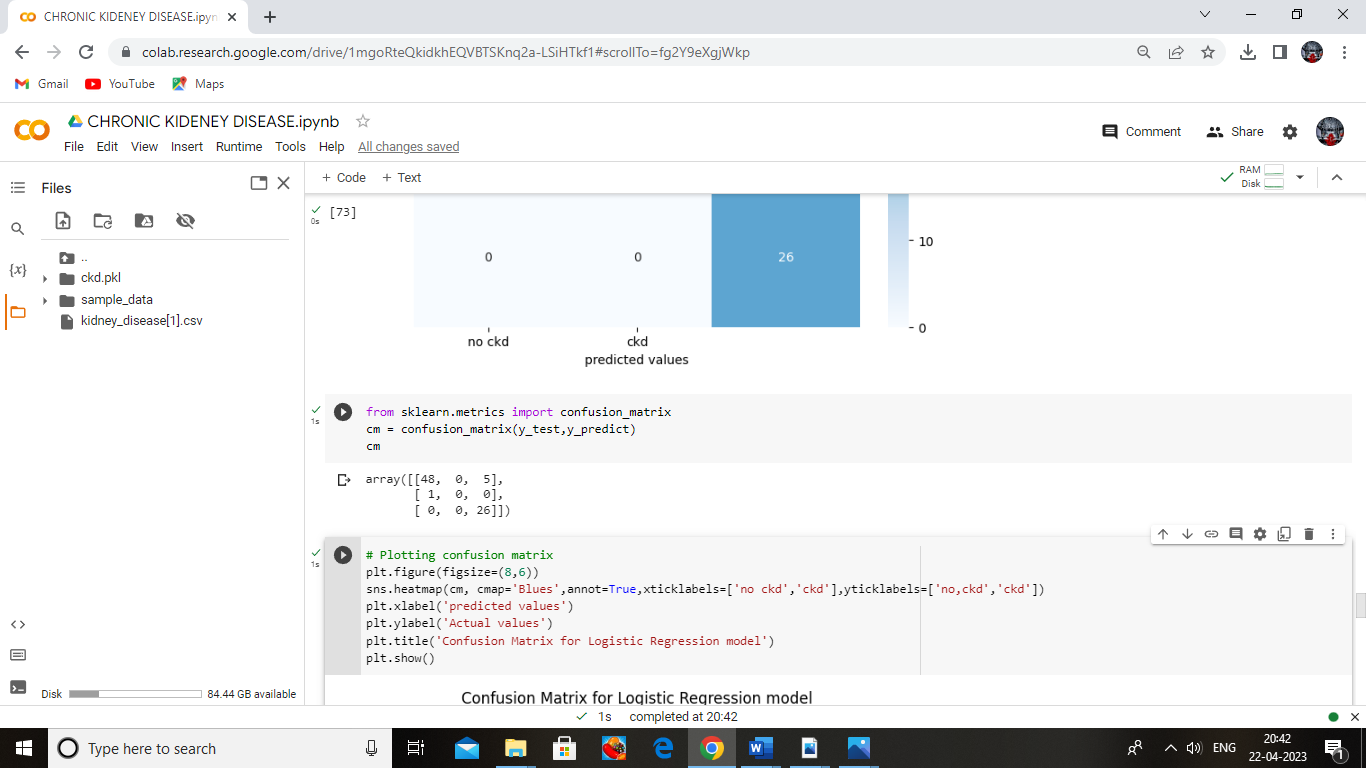 CHRONIC KIDENEY DISEASE.ipyn
colab.research.google.com/drive/1mgoRteQkidkhEQVBTSKnq2a-LSiHTkf1#scrollTo=fg2Y9eXgjWkp
Gmail YouTube Maps
CHRONIC KIDENEY DISEASE.ipynb
Comment Share
File Edit View Insert Runtime Tools Help All changes saved
Files
+ Code + Text
RAM
Disk
{x}
..
ckd.pkl
sample_data
kidney_disease[1].csv
0s
[73]
0 0 26
10
0
no ckd ckd
predicted values
1s
from sklearn.metrics import confusion_matrix
cm = confusion_matrix(y_test,y_predict)
cm
array([[48, 0, 5],
[ 1, 0, 0],
[ 0, 0, 26]])
1s
# Plotting confusion matrix
plt.figure(figsize=(8,6))
sns.heatmap(cm, cmap='Blues',annot=True,xticklabels=['no ckd','ckd'],yticklabels=['no,ckd','ckd'])
plt.xlabel('predicted values')
plt.ylabel('Actual values')
plt.title('Confusion Matrix for Logistic Regression model')
plt.show()
Confusion Matrix for Logistic Regression model
Disk 84.44 GB available
1s completed at 20:42
Type here to search
ENG
20:42
22-04-2023
1